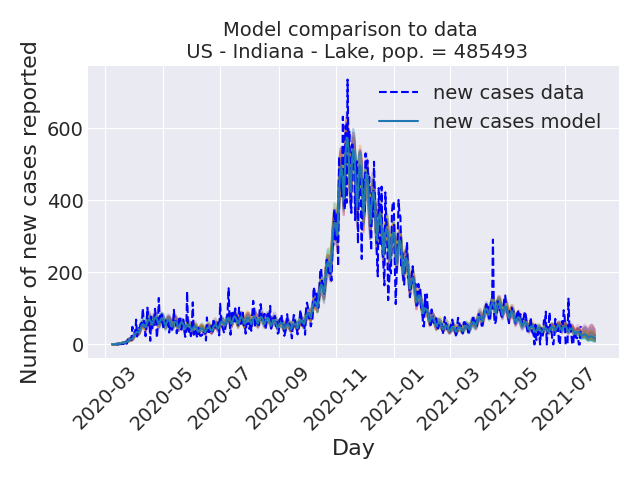 Model comparison to data
US - Indiana - Lake, pop. = 485493
new cases data
new cases model
Number of new cases reported
600
400
200
0
2020-03
2020-05
2020-07
2020-09
2020-11
2021-01
2021-03
2021-05
2021-07
Day